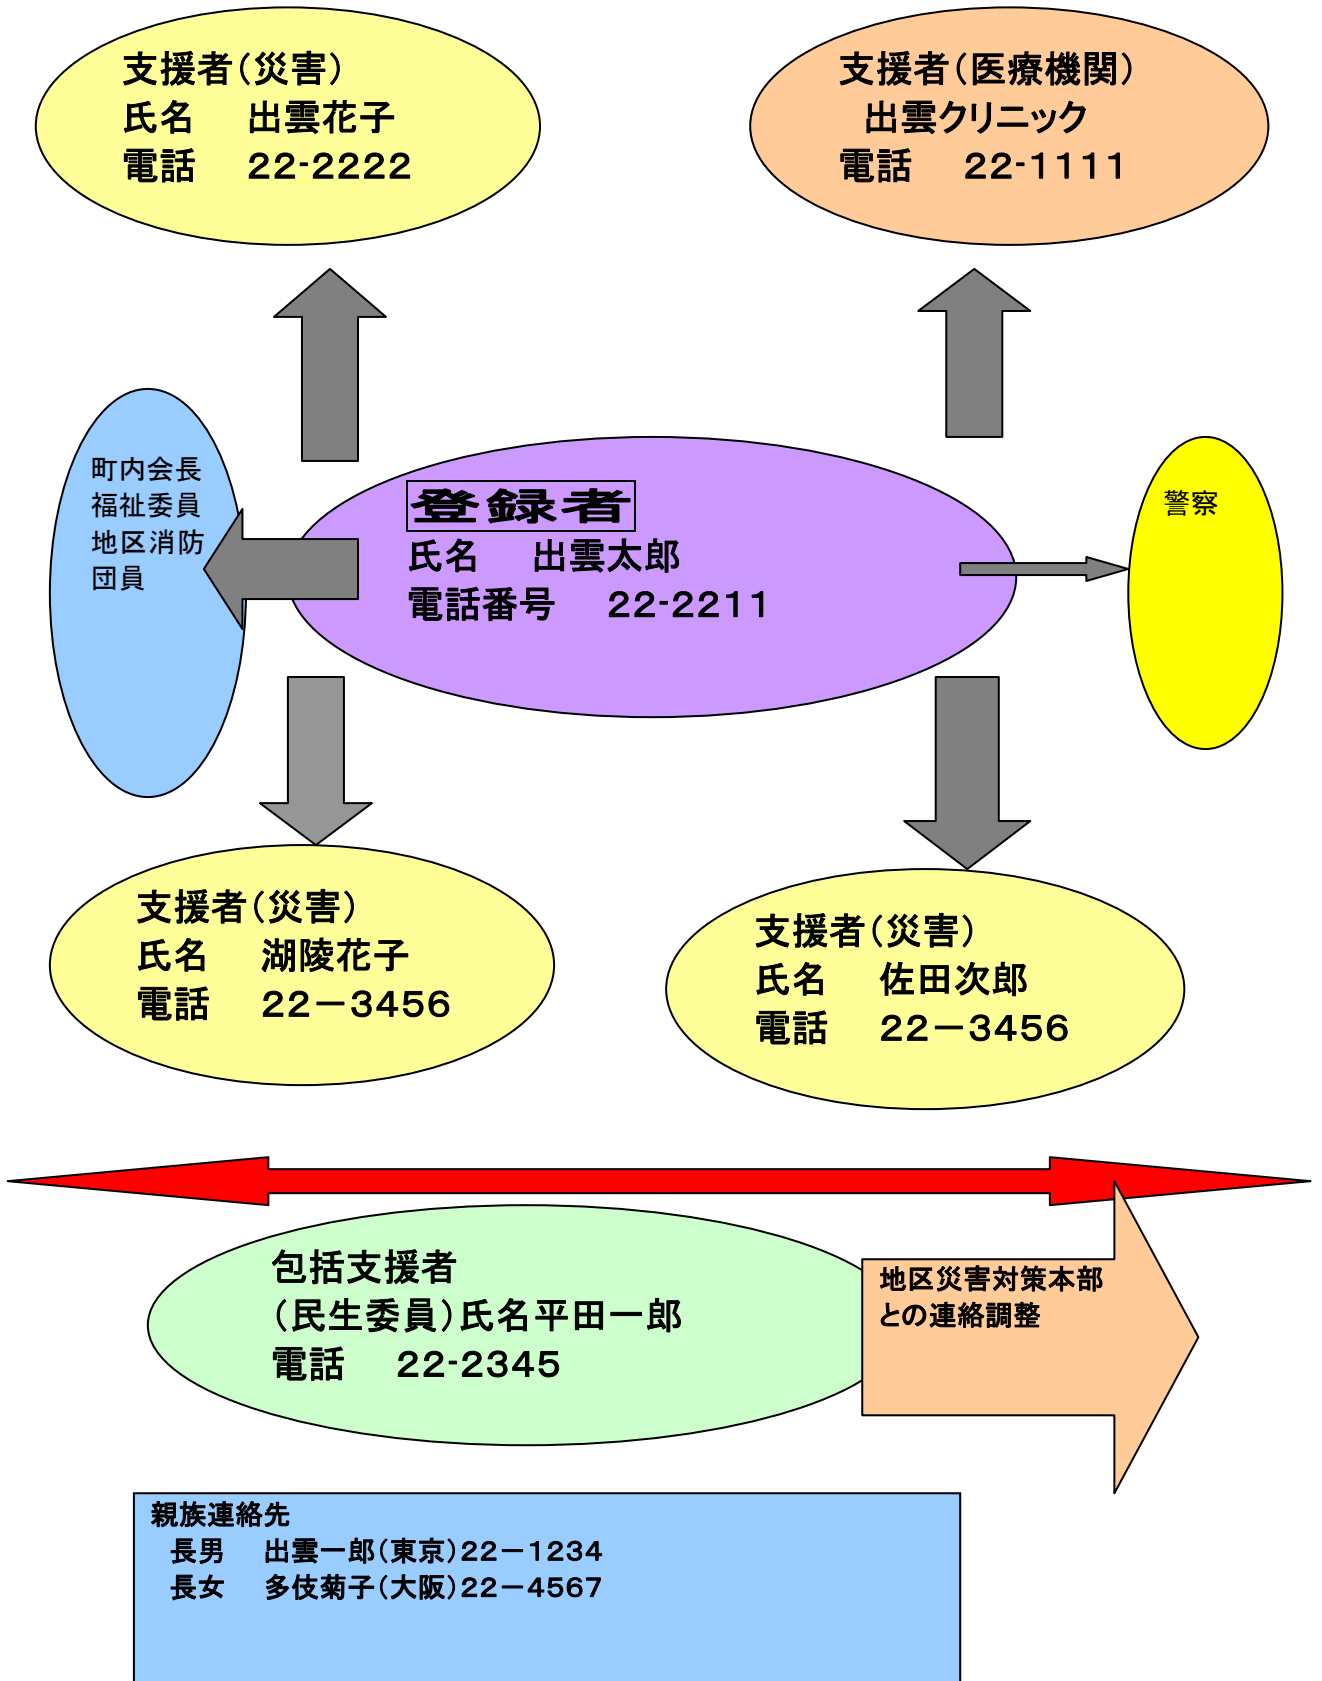 支援者（災害）
氏名　出雲花子
電話　２２-２２２２
支援者（医療機関）
出雲クリニック
電話　２２-１１１１
町内会長
福祉委員
地区消防
団員
登録者
氏名　出雲太郎
電話番号　２２-２２１１
警察
支援者（災害）
氏名　湖陵花子
電話　２２－３４５６
支援者（災害）
氏名　佐田次郎
電話　２２－３４５６
包括支援者
（民生委員）氏名平田一郎
電話　２２-２３４５
地区災害対策本部
との連絡調整
親族連絡先
長男　出雲一郎（東京）２２－１２３４
長女　多伎菊子（大阪）２２－４５６７